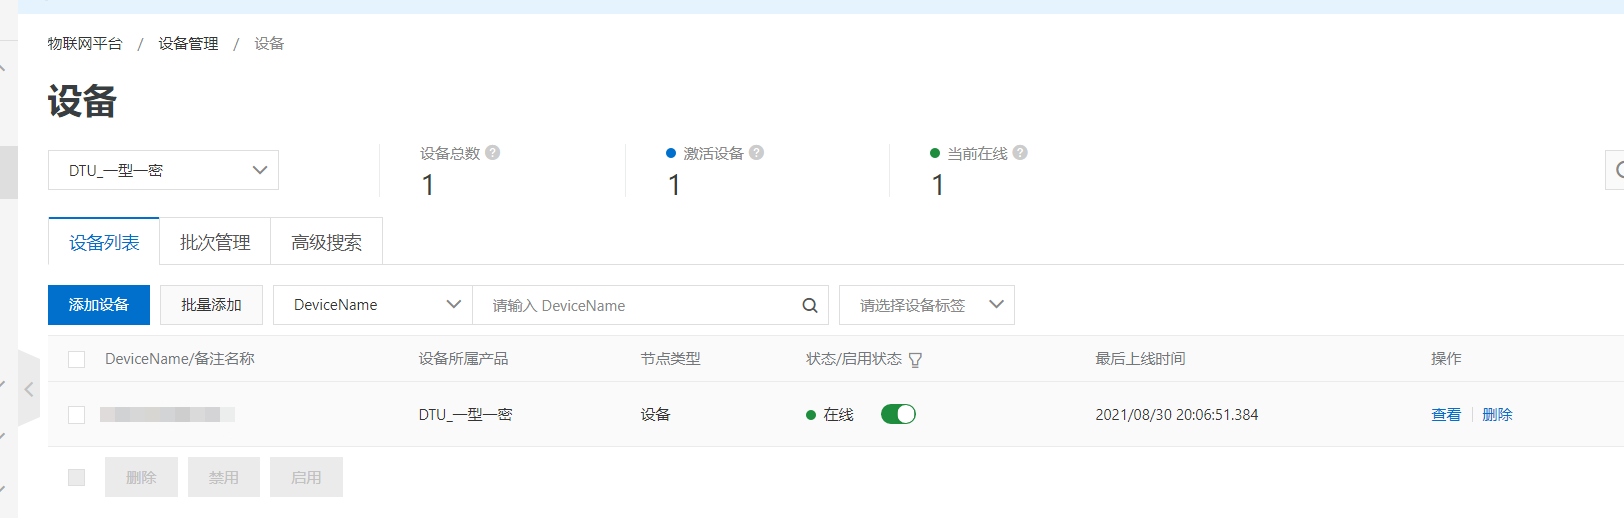 物联网平台 / 设备管理 / 设备
设备
DTU_一型一密
设备总数 ?
1
激活设备 ?
1
当前在线 ?
1
设备列表 批次管理 高级搜索
添加设备 批量添加 DeviceName 请输入 DeviceName 请选择设备标签
DeviceName/备注名称 设备所属产品 节点类型 状态/启用状态 最后上线时间 操作
DTU_一型一密 设备 在线 2021/08/30 20:06:51.384 查看 删除
删除 禁用 启用